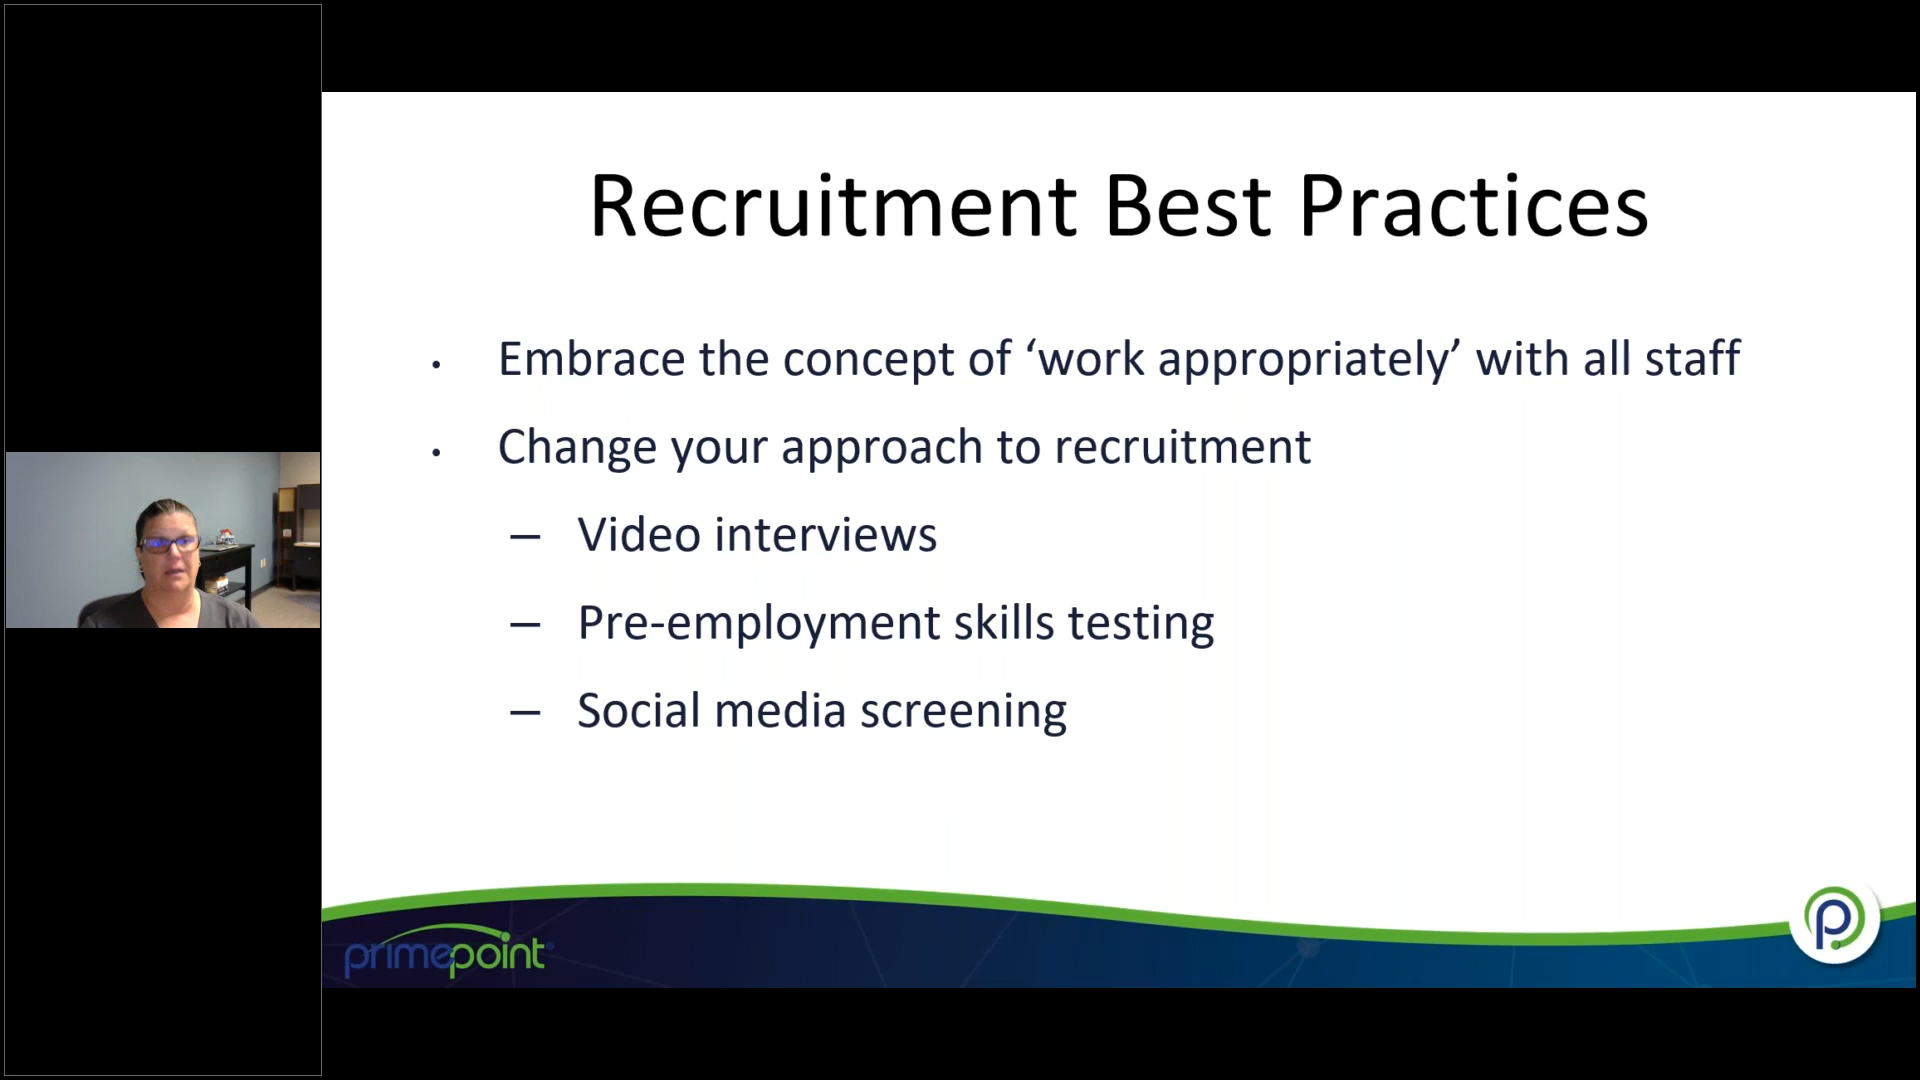 Recruitment Best Practices
• Embrace the concept of ‘work appropriately’ with all staff
• Change your approach to recruitment
– Video interviews
– Pre-employment skills testing
– Social media screening
primepoint®
p